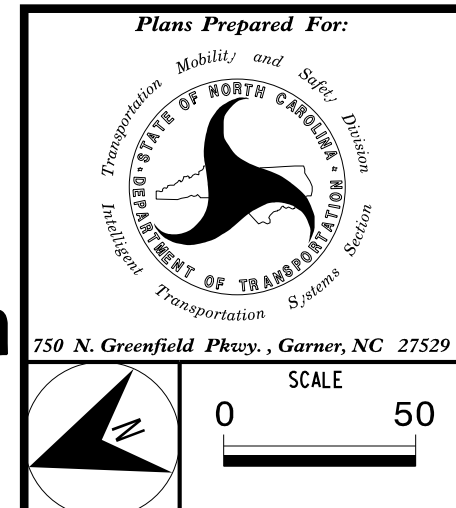 Plans Prepared For:
Transportation Mobility and Safety Division
STATE OF NORTH CAROLINA
DEPARTMENT OF TRANSPORTATION
Intelligent Transportation Systems Section
750 N. Greenfield Pkwy. , Garner, NC 27529
SCALE
0 50
N